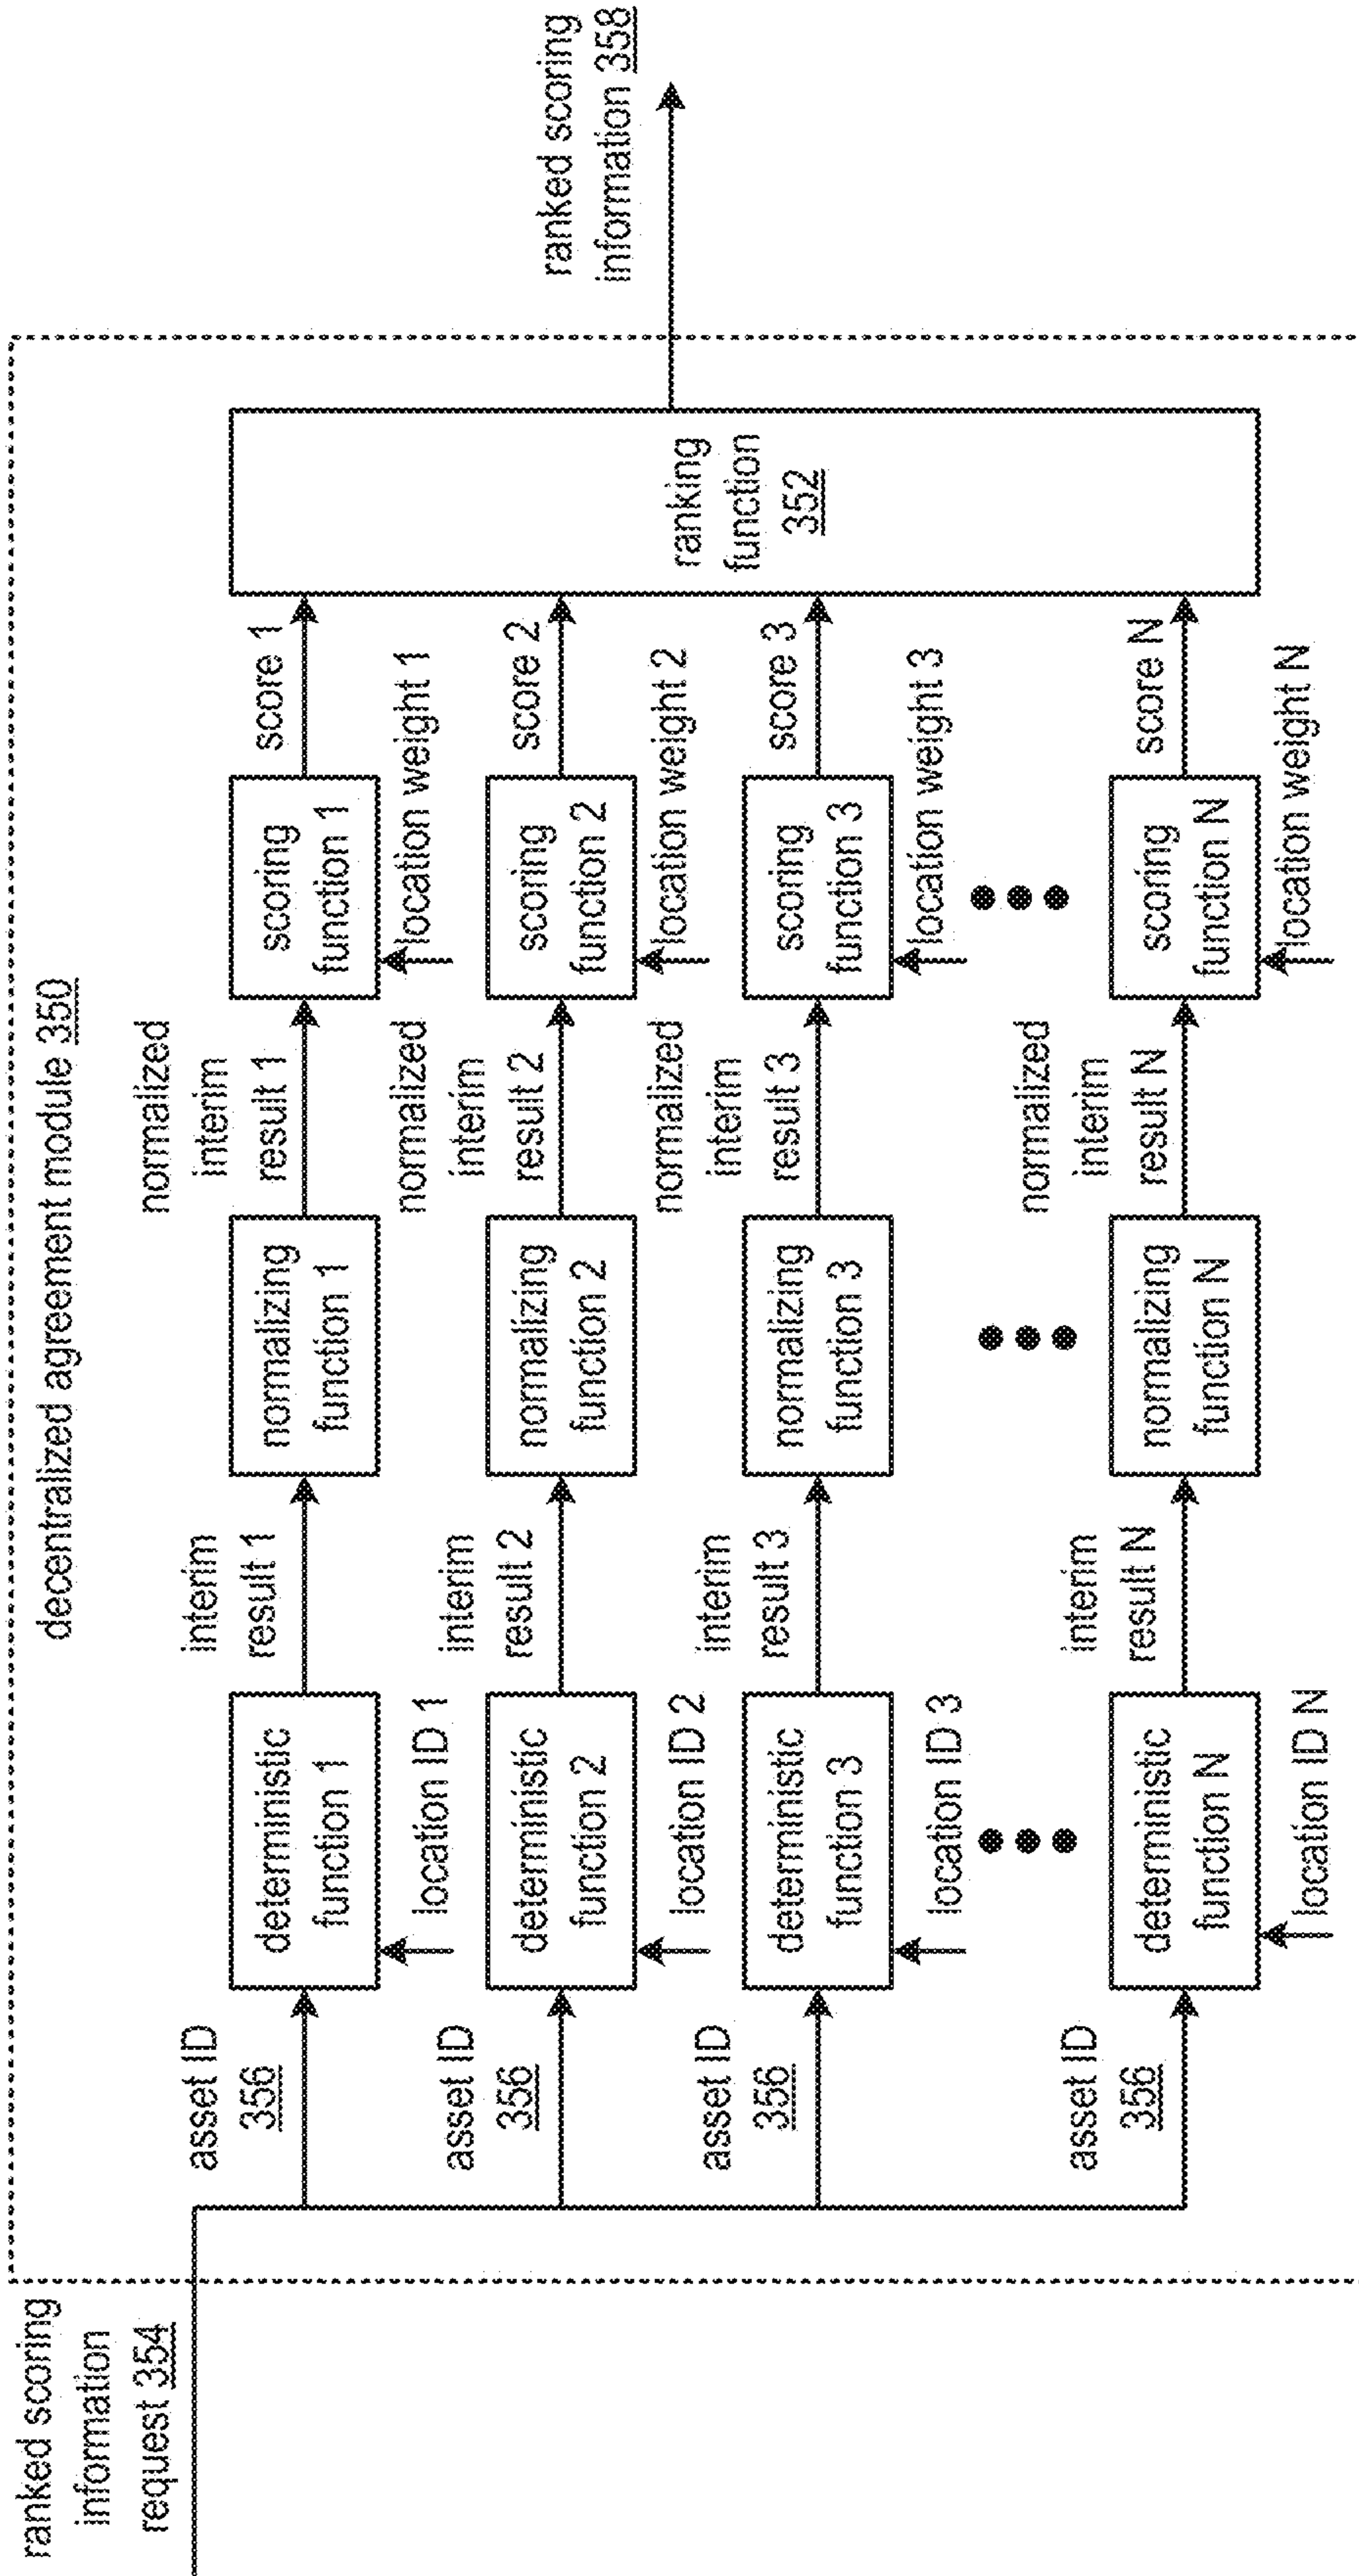 ranked scoring
information
request 354
decentralized agreement module 350
asset ID
356
deterministic
function 1
location ID 1
interim
result 1
normalizing
function 1
normalized
interim
result 1
scoring
function 1
location weight 1
score 1
asset ID
356
deterministic
function 2
location ID 2
interim
result 2
normalizing
function 2
normalized
interim
result 2
scoring
function 2
location weight 2
score 2
asset ID
356
deterministic
function 3
location ID 3
interim
result 3
normalizing
function 3
normalized
interim
result 3
scoring
function 3
location weight 3
score 3
asset ID
356
deterministic
function N
location ID N
interim
result N
normalizing
function N
normalized
interim
result N
scoring
function N
location weight N
score N
ranking
function
352
ranked scoring
information 358